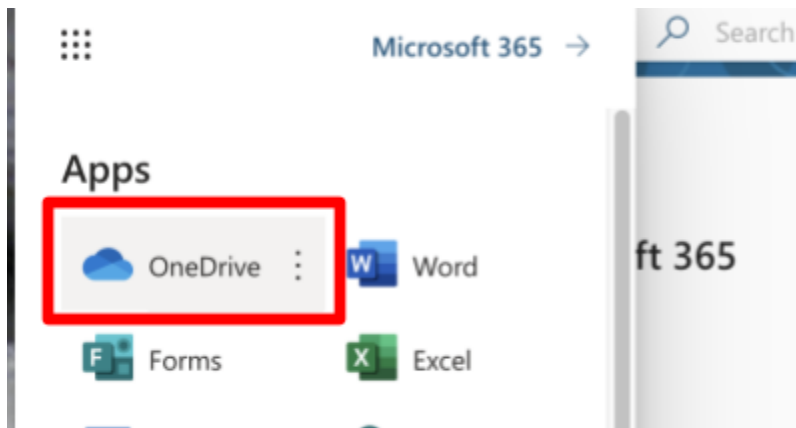 Microsoft 365 →
Search
Apps
OneDrive
W Word
ft 365
F Forms
X Excel